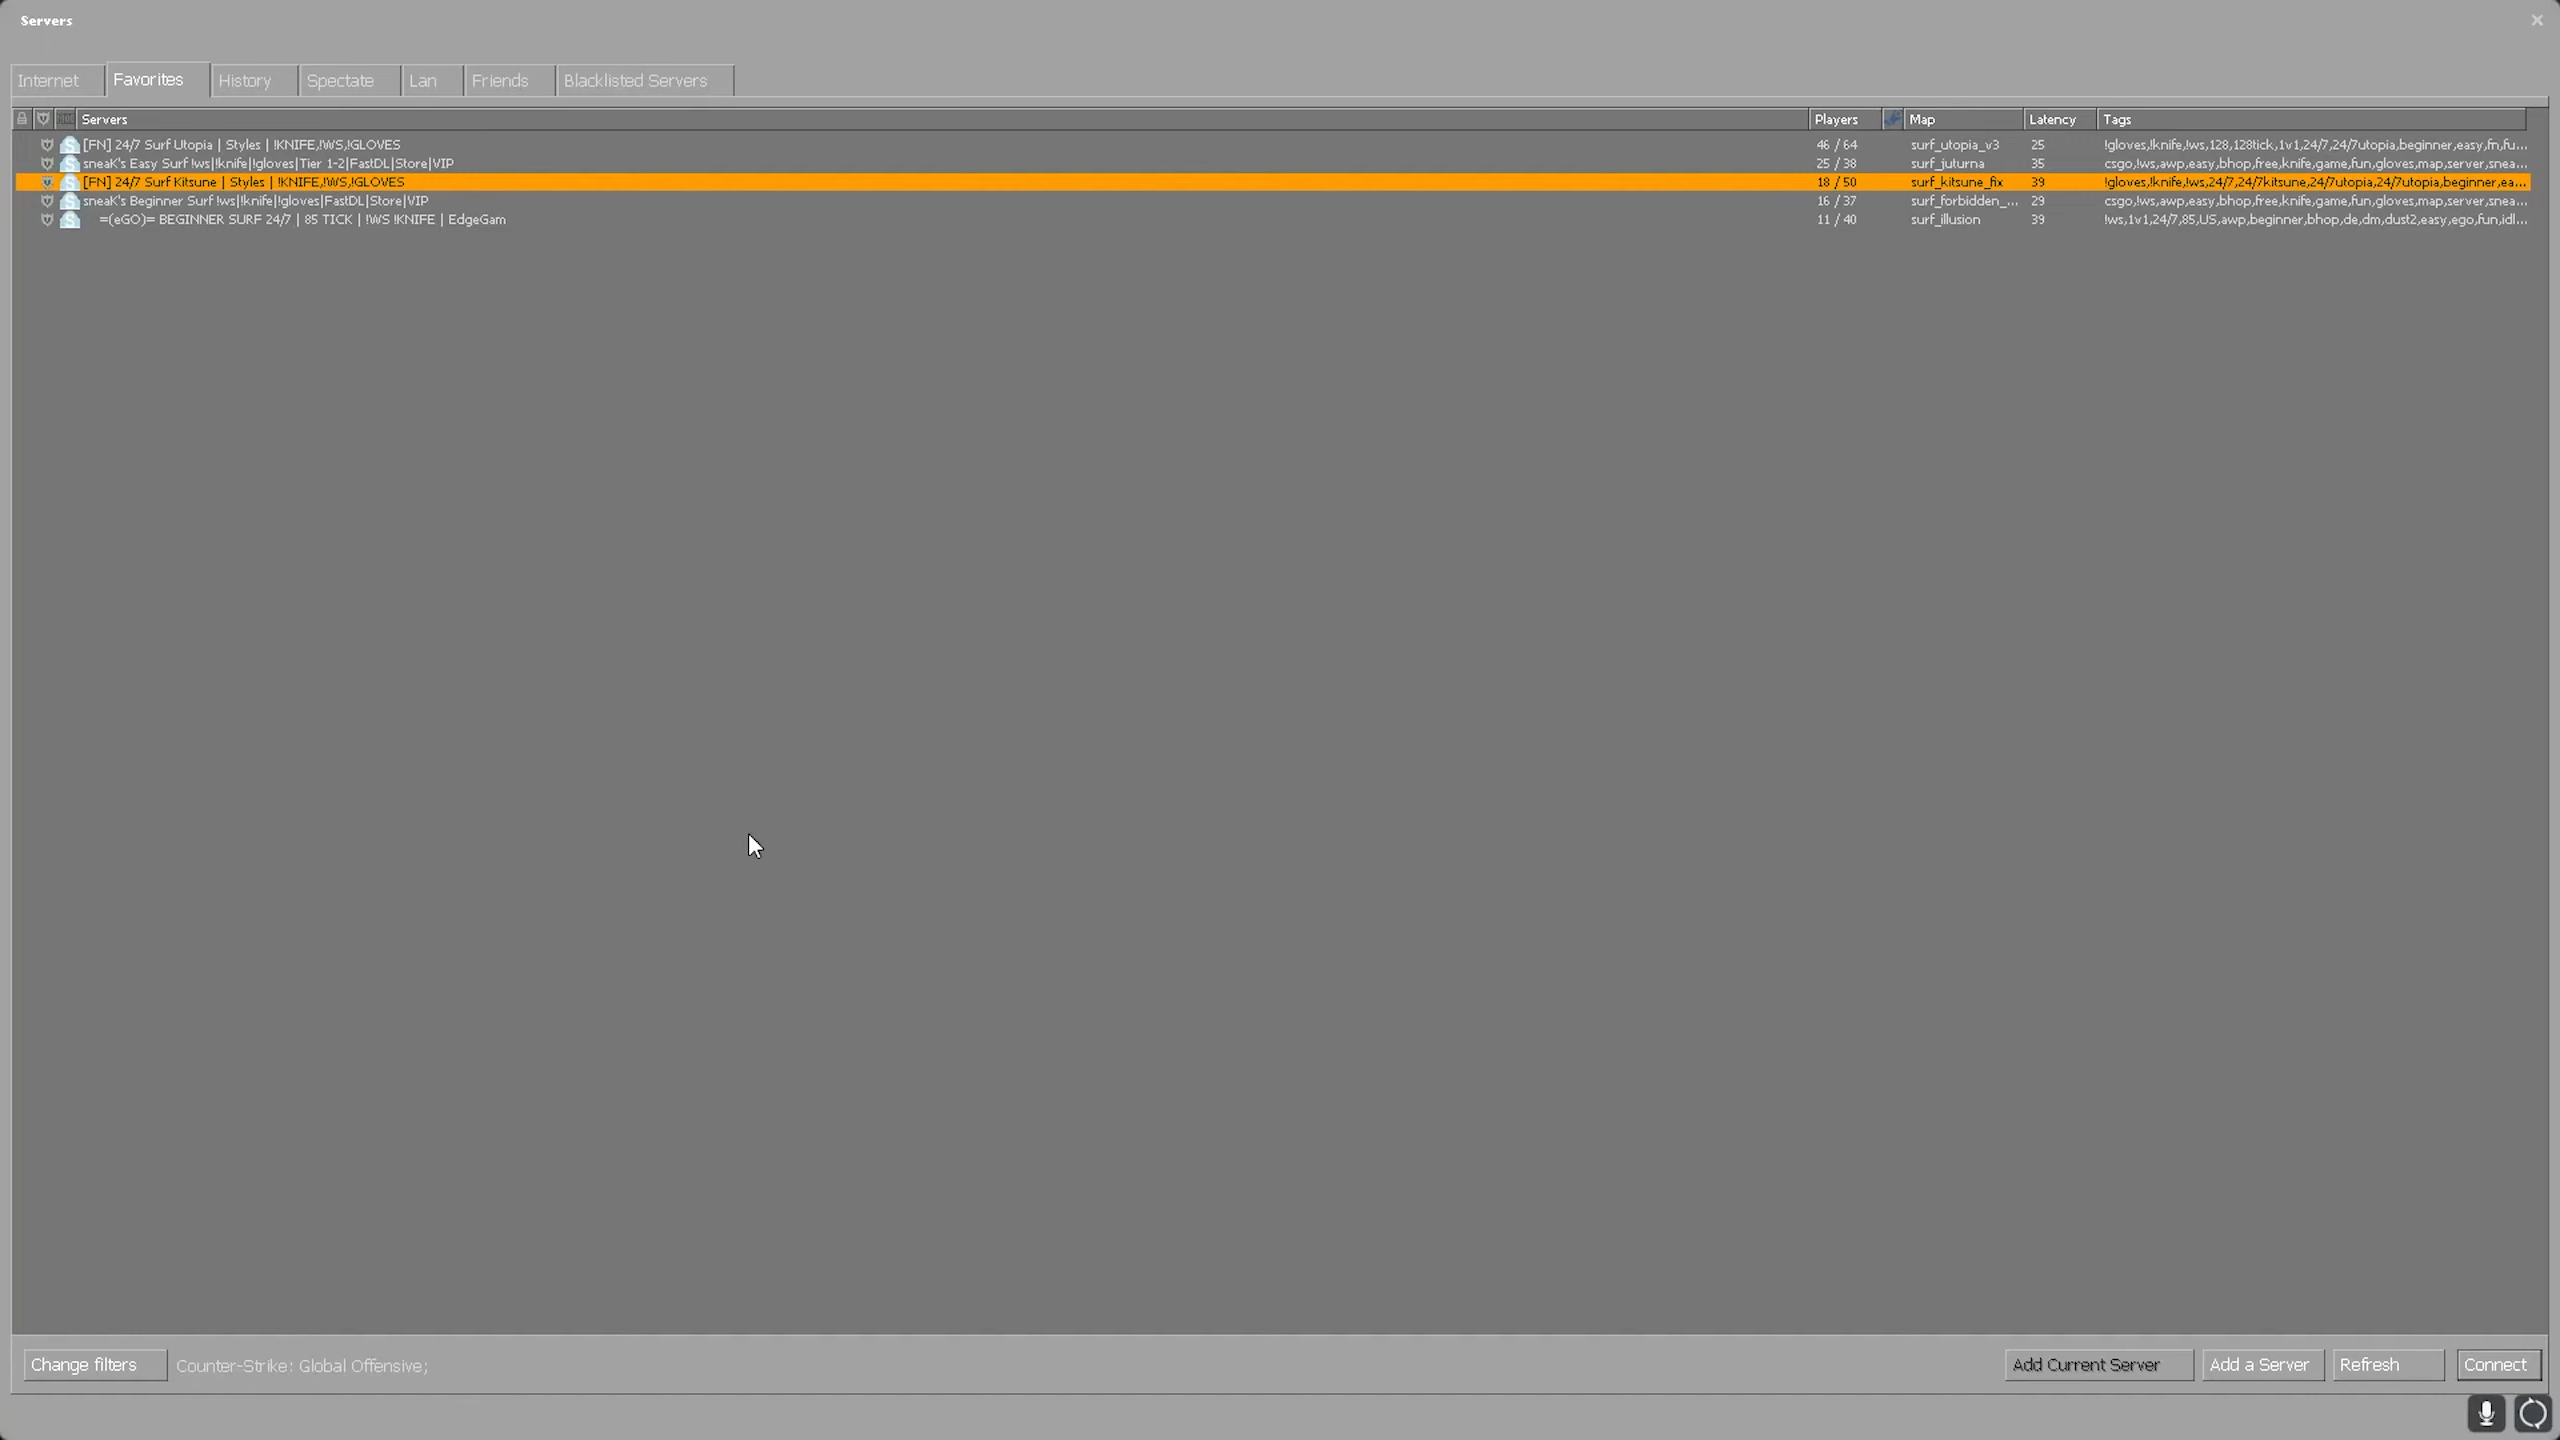 Servers
Internet Favorites History Spectate Lan Friends Blacklisted Servers
Servers Players Map Latency Tags
[FN] 24/7 Surf Utopia | Styles | !KNIFE,!WS,!GLOVES 46 / 64 surf_utopia_v3 25 !gloves,!knife,!ws,128,128tick,1v1,24/7,24/7utopia,beginner,easy,fn,fu...
sneaK's Easy Surf !ws|!knife|!gloves|Tier 1-2|FastDL|Store|VIP 25 / 38 surf_juturna 35 csgo,!ws,awp,easy,bhop,free,knife,game,fun,gloves,map,server,snea...
[FN] 24/7 Surf Kitsune | Styles | !KNIFE,!WS,!GLOVES 18 / 50 surf_kitsune_fix 39 !gloves,!knife,!ws,24/7,24/7kitsune,24/7utopia,24/7utopia,beginner,ea...
sneaK's Beginner Surf !ws|!knife|!gloves|FastDL|Store|VIP 16 / 37 surf_forbidden_... 29 csgo,!ws,awp,easy,bhop,free,knife,game,fun,gloves,map,server,snea...
=(eGO)= BEGINNER SURF 24/7 | 85 TICK | !WS !KNIFE | EdgeGam 11 / 40 surf_illusion 39 !ws,1v1,24/7,85,US,awp,beginner,bhop,de,dm,dust2,easy,ego,fun,idl...
Change filters Counter-Strike: Global Offensive; Add Current Server Add a Server Refresh Connect